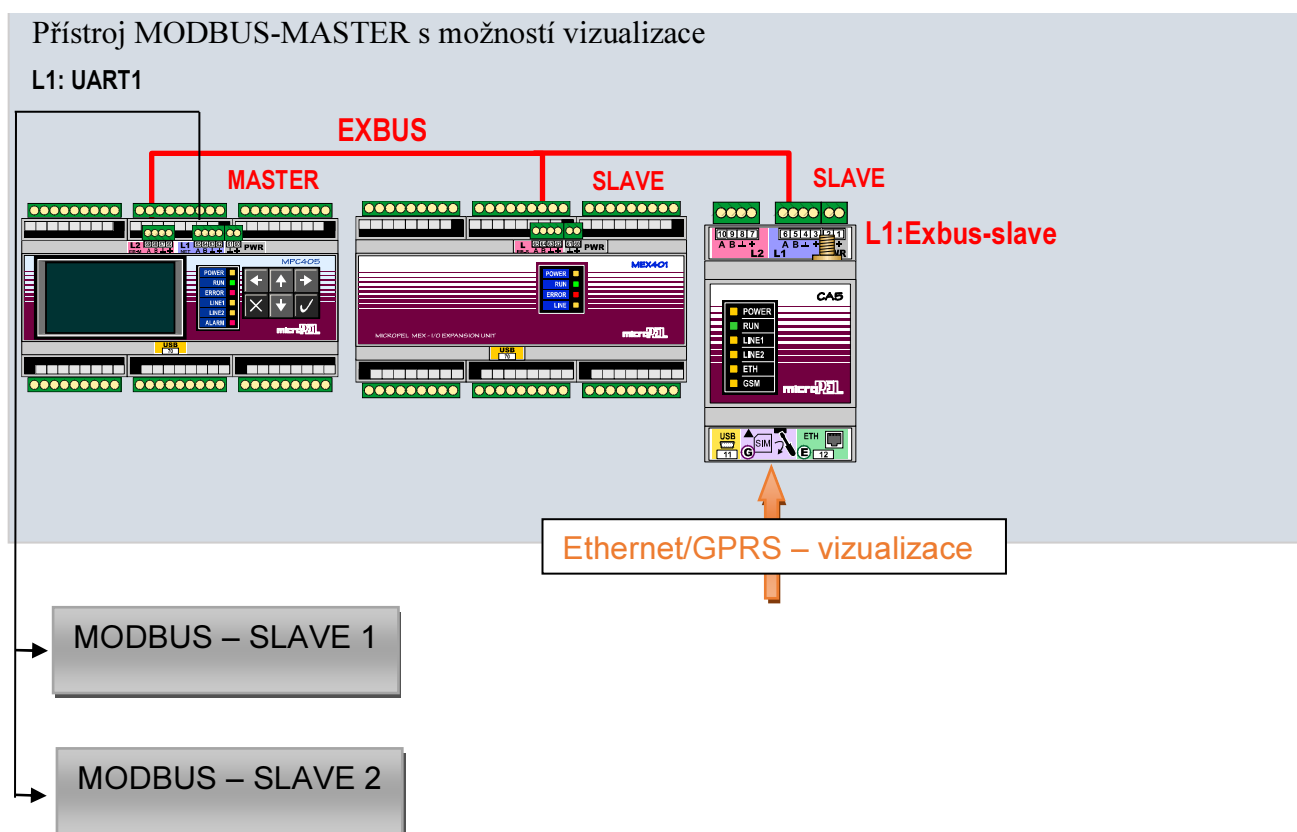 Přístroj MODBUS-MASTER s možností vizualizace
L1: UART1
EXBUS
MASTER
SLAVE
SLAVE
L1:Exbus-slave
L2
L1
PWR
MPC405
POWER
RUN
ERROR
LINE1
LINE2
ALARM
microPEL
USB
L
PWR
MEX401
POWER
RUN
ERROR
LINE
MICROPEL MEX - I/O EXPANSION UNIT
microPEL
USB
10 9 8 7
6 5 4 3 2 1
A B
A B
L2
L1
CA5
POWER
RUN
LINE1
LINE2
ETH
GSM
microPEL
USB
SIM
ETH
11
G
E
12
Ethernet/GPRS – vizualizace
MODBUS – SLAVE 1
MODBUS – SLAVE 2